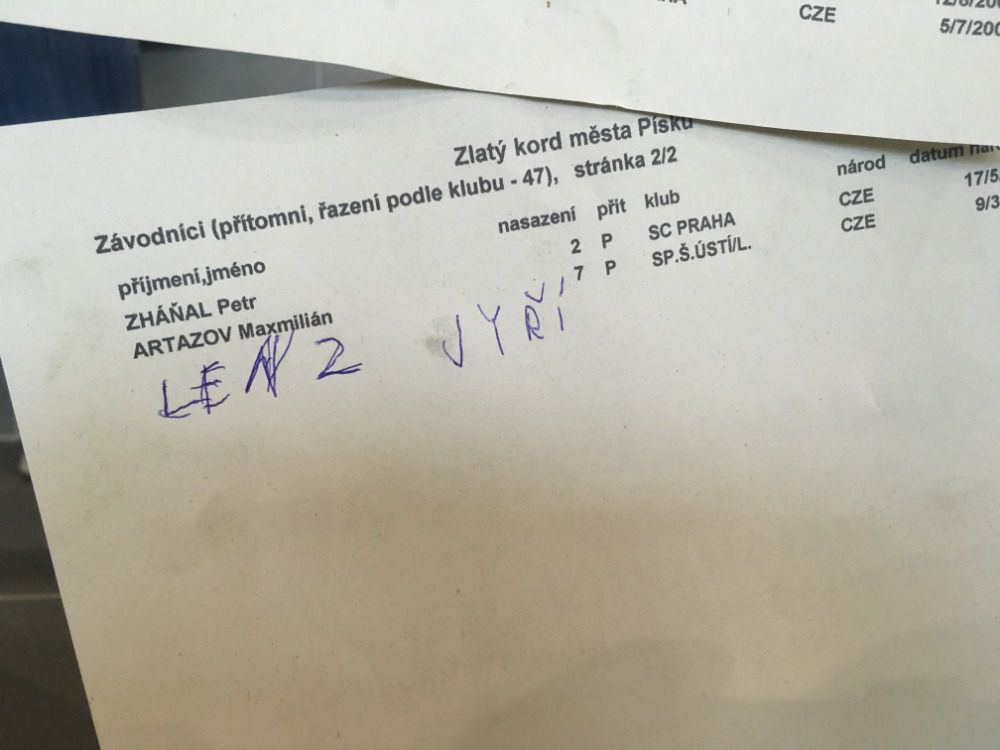 CZE
5/7/200
Zlatý kord města Písku
Závodníci (přítomni, řazení podle klubu - 47), stránka 2/2
příjmení,jméno nasazení přít klub národ datum nar
ZHÁŇAL Petr 2 P SC PRAHA CZE 17/5
ARTAZOV Maxmilián 7 P SP.Š.ÚSTÍ/L. CZE 9/3
LENZ JYŘÍ